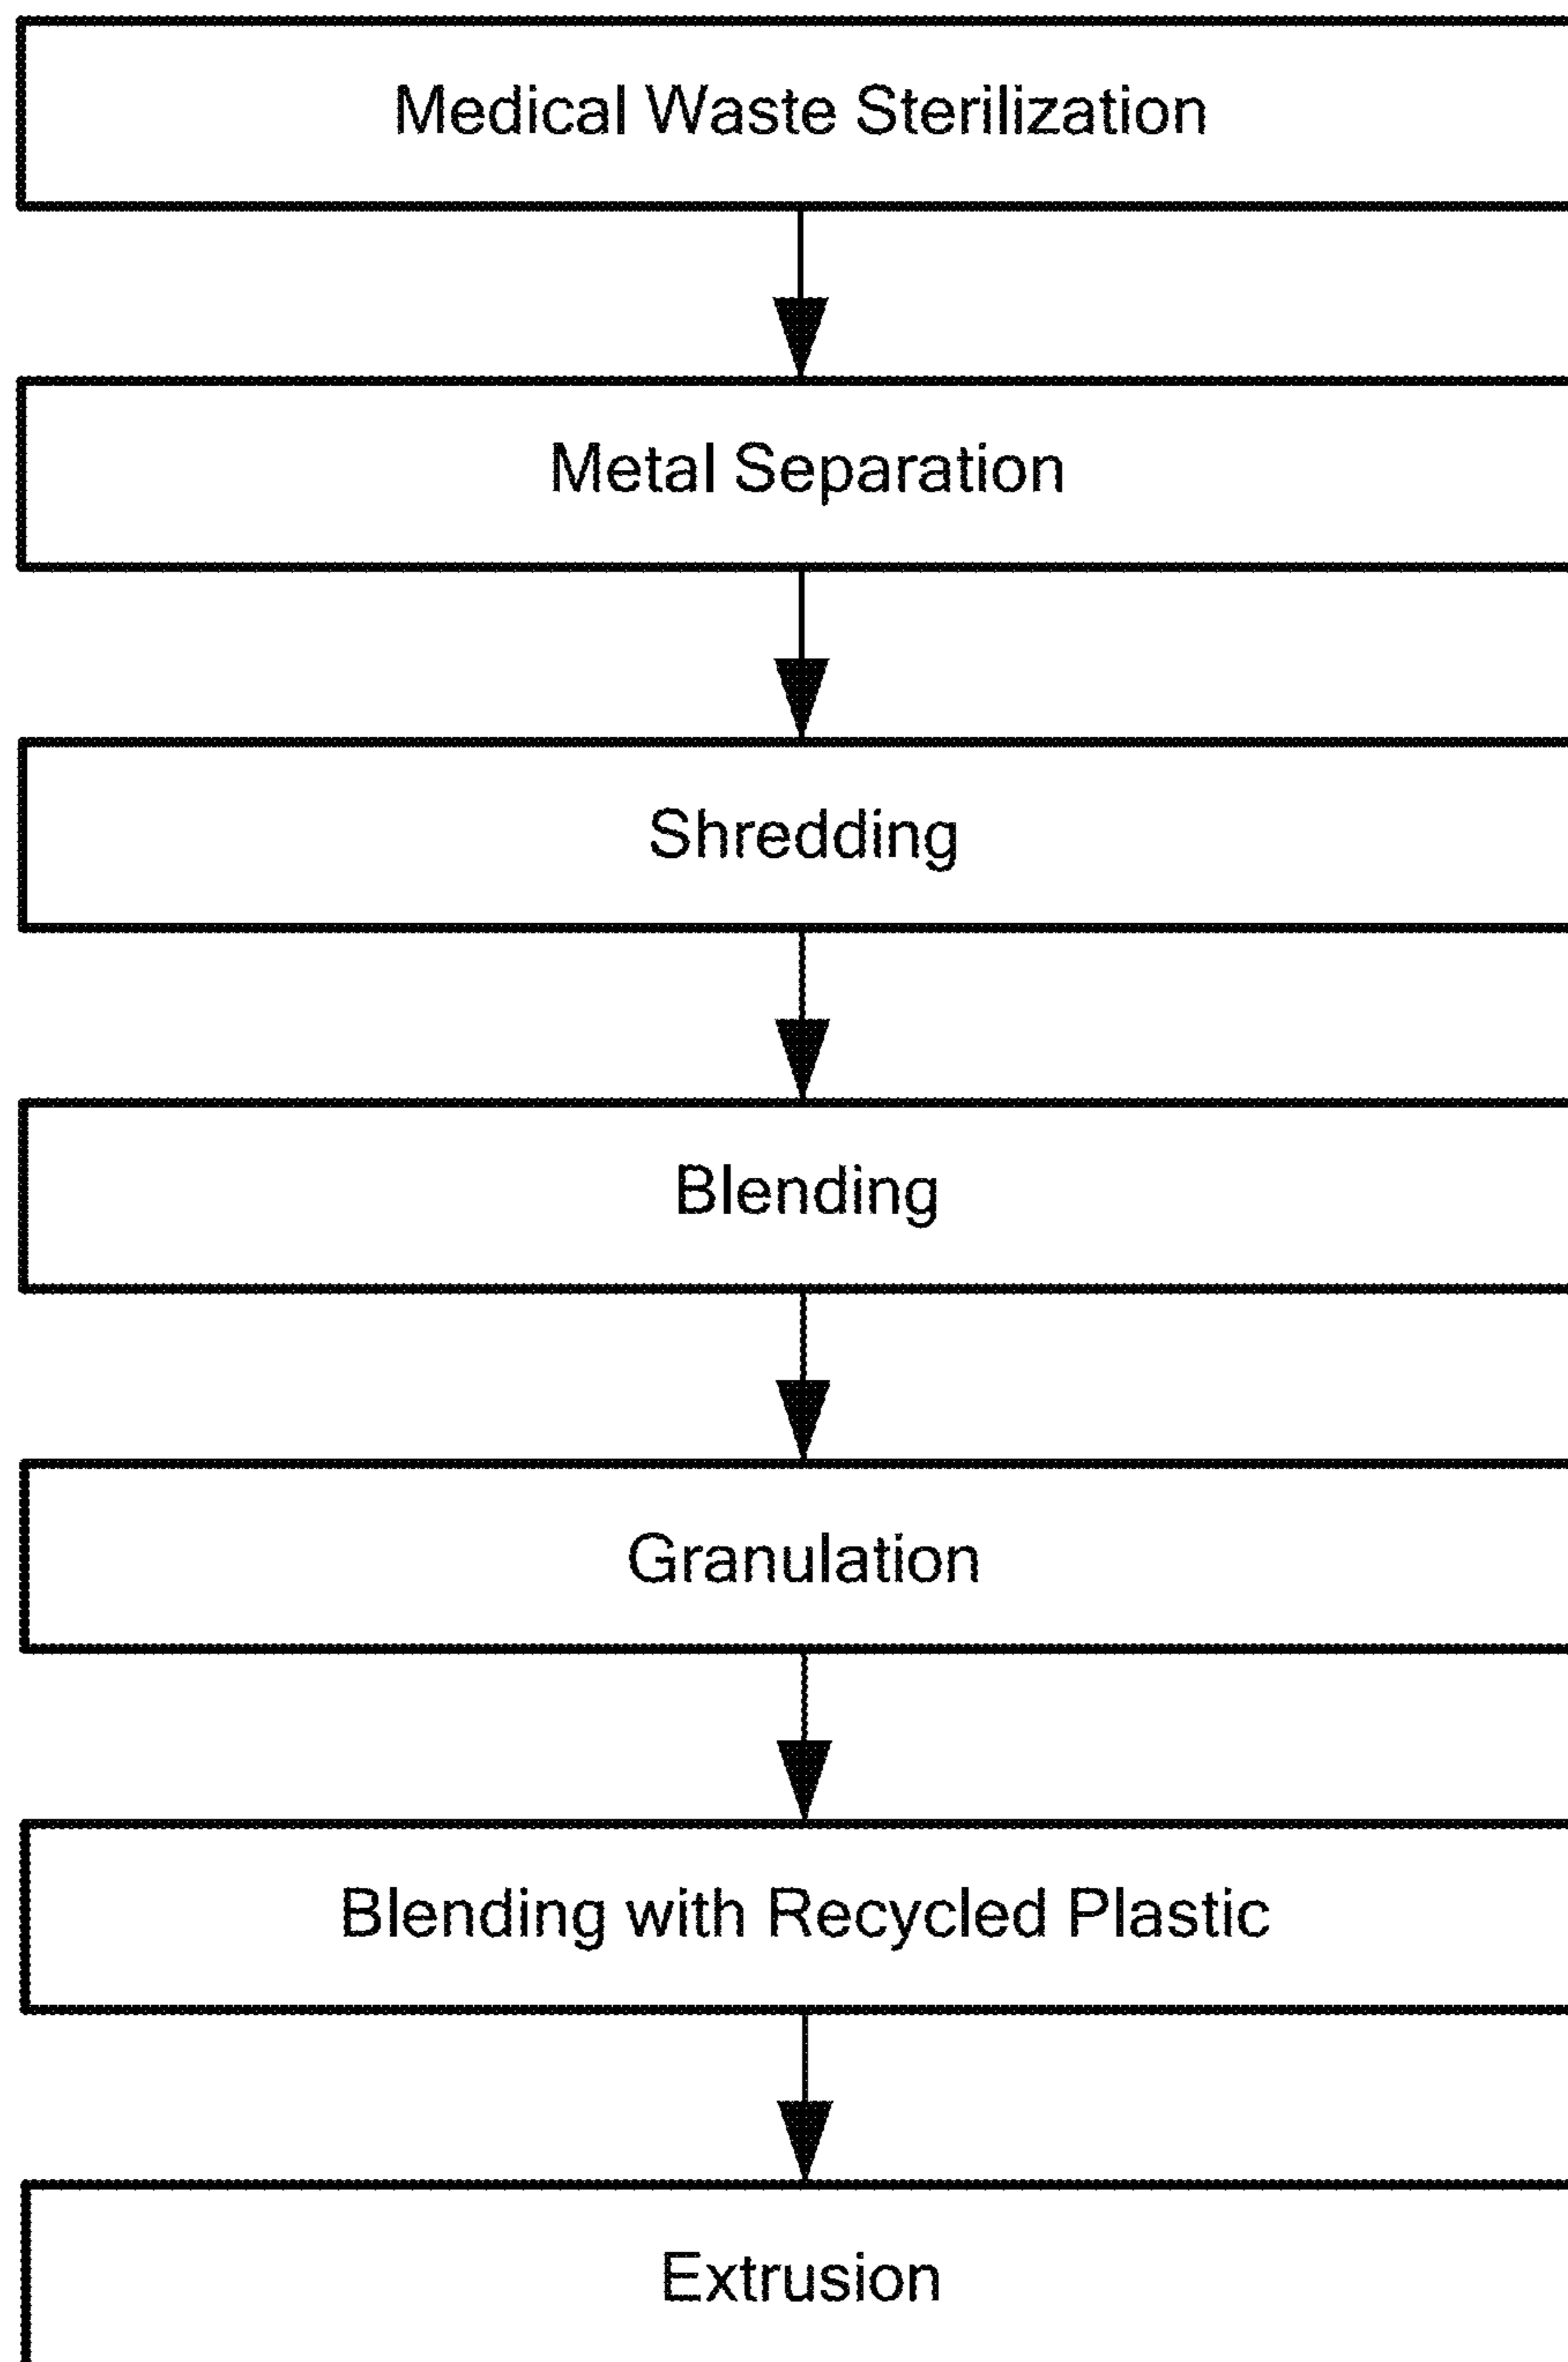 Medical Waste Sterilization
Metal Separation
Shredding
Blending
Granulation
Blending with Recycled Plastic
Extrusion